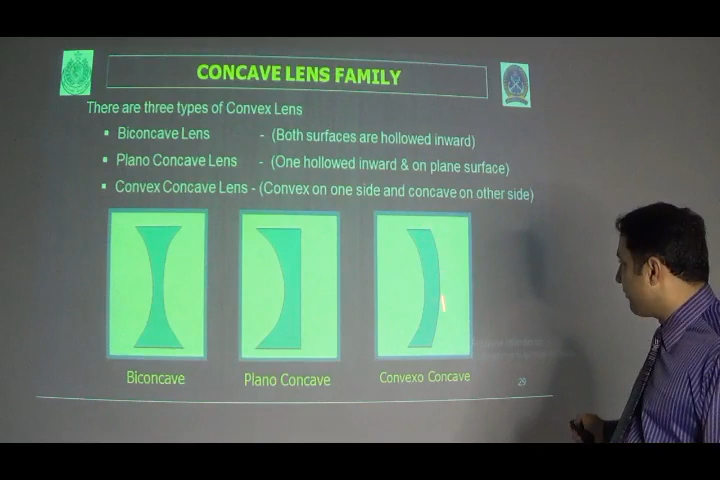 CONCAVE LENS FAMILY
There are three types of Convex Lens
▪ Biconcave Lens - (Both surfaces are hollowed inward)
▪ Plano Concave Lens - (One hollowed inward & on plane surface)
▪ Convex Concave Lens - (Convex on one side and concave on other side)
Biconcave Plano Concave Convexo Concave
29